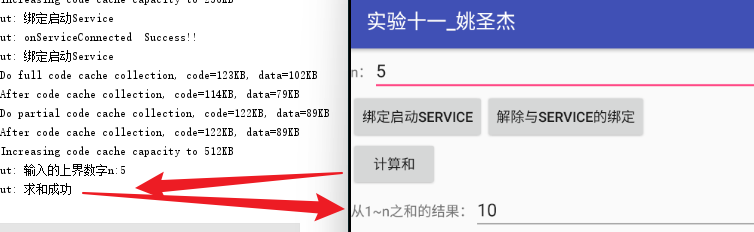 Increasing code cache capacity to 256KB
ut: 绑定启动Service
ut: onServiceConnected  Success!!
ut: 绑定启动Service
Do full code cache collection, code=123KB, data=102KB
After code cache collection, code=114KB, data=79KB
Do partial code cache collection, code=122KB, data=89KB
After code cache collection, code=122KB, data=89KB
Increasing code cache capacity to 512KB
ut: 输入的上界数字n:5
ut: 求和成功
实验十一_姚圣杰
n： 5
绑定启动SERVICE 解除与SERVICE的绑定
计算和
从1~n之和的结果： 10